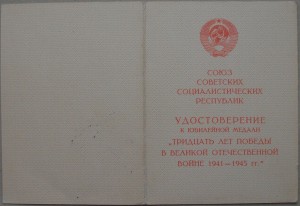 СОЮЗ
СОВЕТСКИХ
СОЦИАЛИСТИЧЕСКИХ
РЕСПУБЛИК
УДОСТОВЕРЕНИЕ
К ЮБИЛЕЙНОЙ МЕДАЛИ
„ТРИДЦАТЬ ЛЕТ ПОБЕДЫ
В ВЕЛИКОЙ ОТЕЧЕСТВЕННОЙ
ВОЙНЕ 1941—1945 гг.“